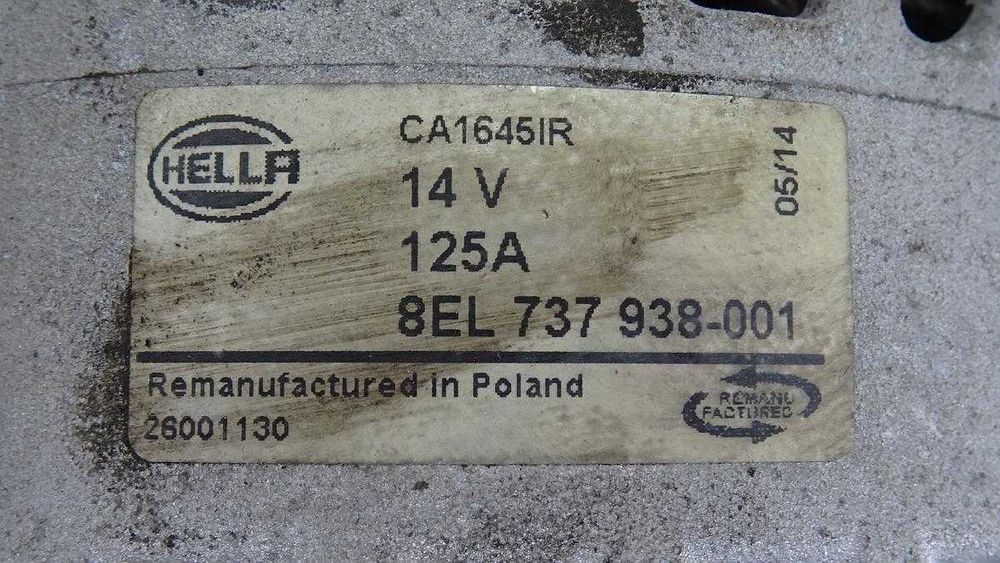 HELLA
CA1645IR
14 V
125A
8EL 737 938-001
05/14
Remanufactured in Poland
26001130
REMANU
FACTURED